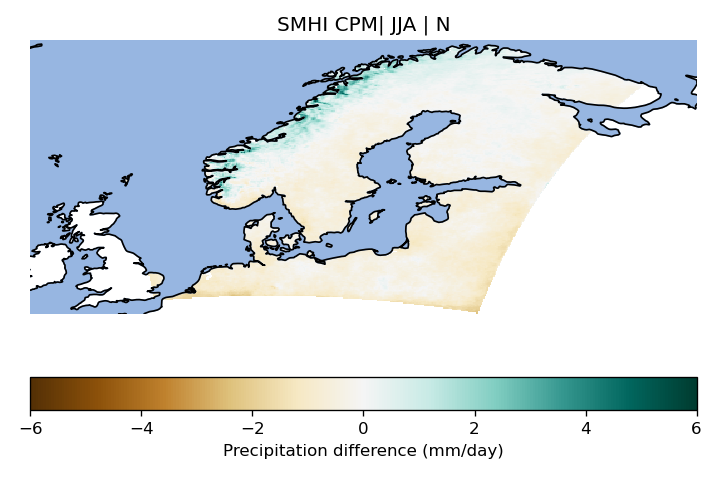 SMHI CPM| JJA | N
−6 −4 −2 0 2 4 6
Precipitation difference (mm/day)